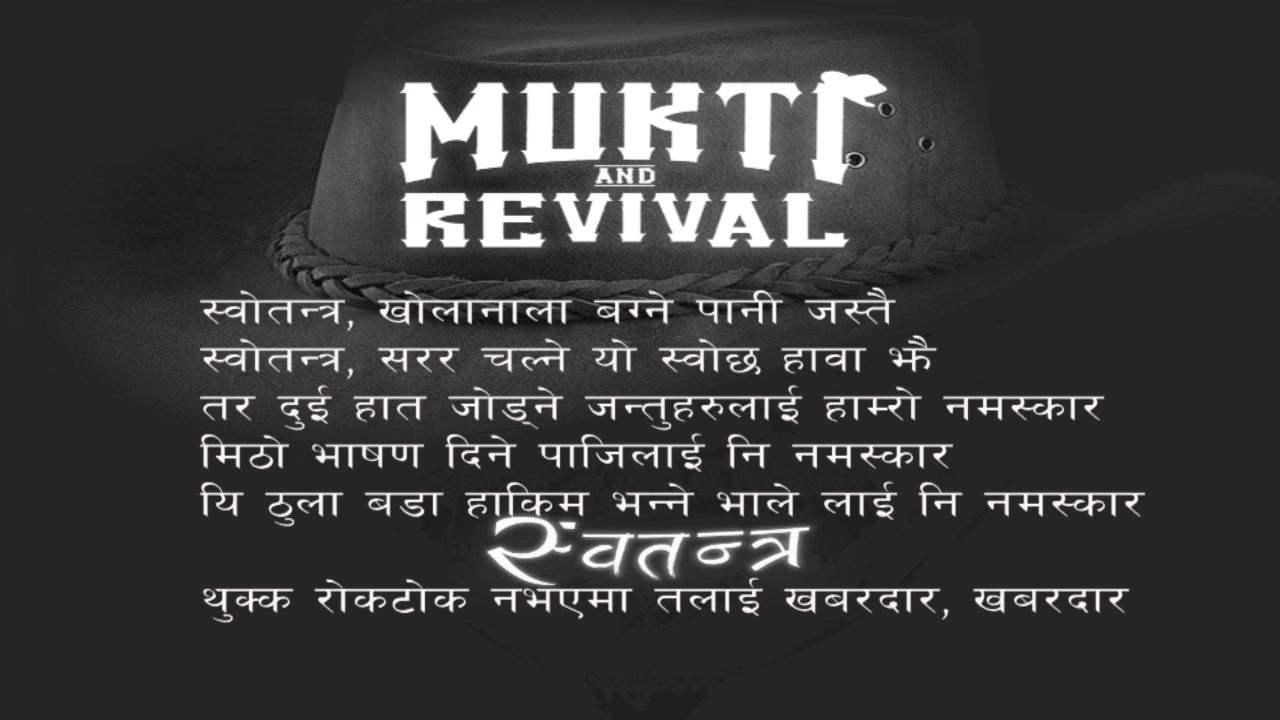 MUKTI
AND
REVIVAL
स्वोतन्त्र, खोलानाला बग्ने पानी जस्तै
स्वोतन्त्र, सरर चल्ने यो स्वोछ हावा झै
तर दुई हात जोड्ने जन्तुहरुलाई हाम्रो नमस्कार
मिठो भाषण दिने पाजिलाई नि नमस्कार
यि ठुला बडा हाकिम भन्ने भाले लाई नि नमस्कार
स्वतन्त्र
थुक्क रोकटोक नभएमा तलाई खबरदार, खबरदार